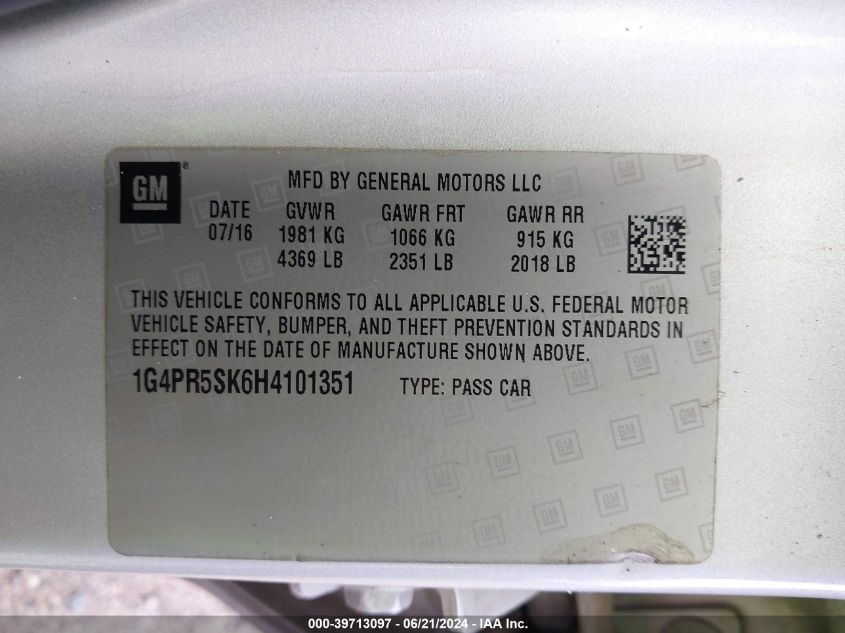 GM ® MFD BY GENERAL MOTORS LLC
DATE GVWR GAWR FRT GAWR RR
07/16 1981 KG 1066 KG 915 KG
4369 LB 2351 LB 2018 LB
THIS VEHICLE CONFORMS TO ALL APPLICABLE U.S. FEDERAL MOTOR
VEHICLE SAFETY, BUMPER, AND THEFT PREVENTION STANDARDS IN
EFFECT ON THE DATE OF MANUFACTURE SHOWN ABOVE.
1G4PR5SK6H4101351 TYPE: PASS CAR
000-39713097 - 06/21/2024 - IAA Inc.